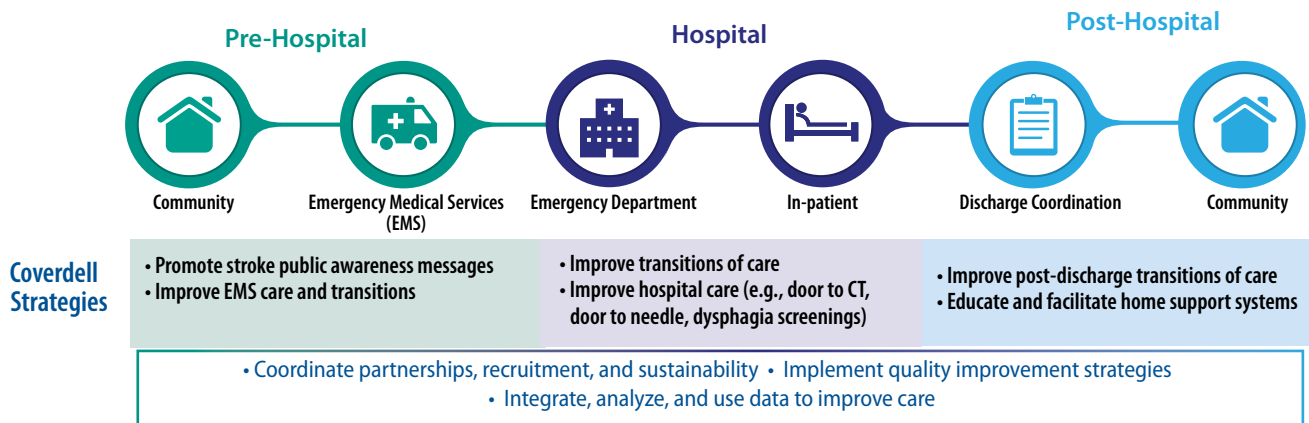 Pre-Hospital
Hospital
Post-Hospital
Community
Emergency Medical Services
(EMS)
Emergency Department
In-patient
Discharge Coordination
Community
Coverdell
Strategies
• Promote stroke public awareness messages
• Improve EMS care and transitions
• Improve transitions of care
• Improve hospital care (e.g., door to CT,
door to needle, dysphagia screenings)
• Improve post-discharge transitions of care
• Educate and facilitate home support systems
• Coordinate partnerships, recruitment, and sustainability • Implement quality improvement strategies
• Integrate, analyze, and use data to improve care